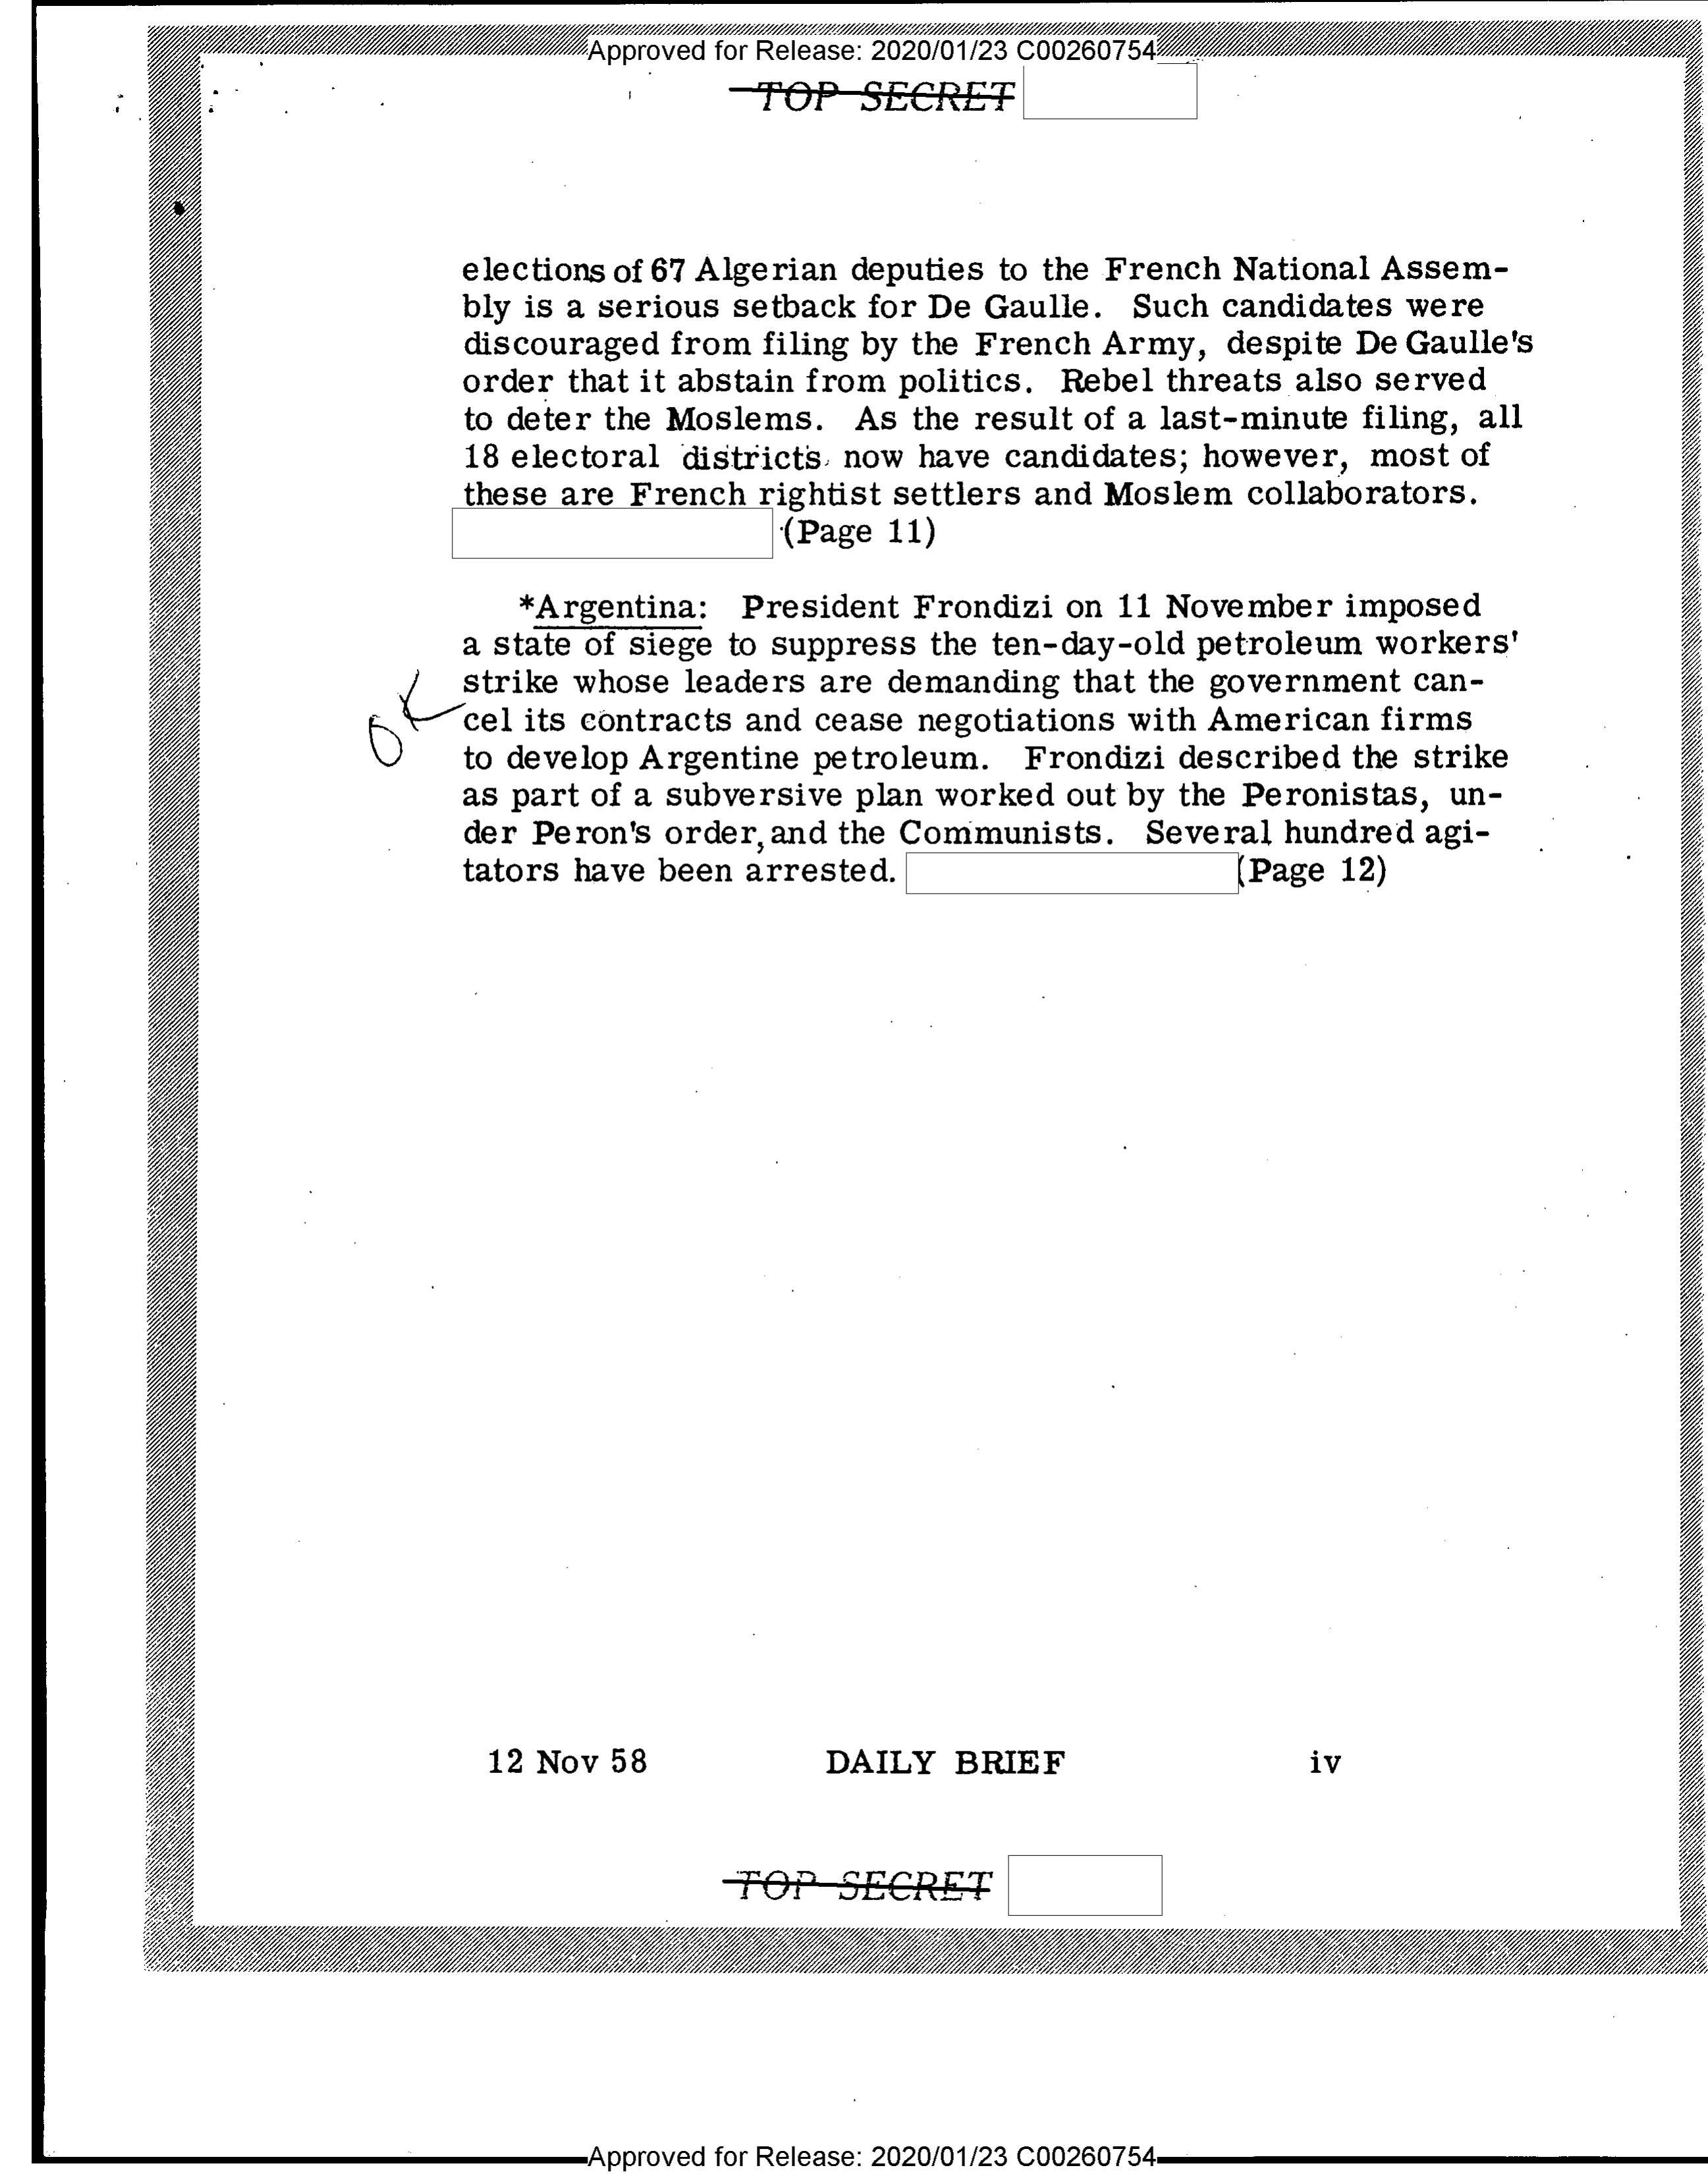 Approved for Release: 2020/01/23 C00260754
TOP SECRET
elections of 67 Algerian deputies to the French National Assem-
bly is a serious setback for De Gaulle. Such candidates were
discouraged from filing by the French Army, despite De Gaulle's
order that it abstain from politics. Rebel threats also served
to deter the Moslems. As the result of a last-minute filing, all
18 electoral districts now have candidates; however, most of
these are French rightist settlers and Moslem collaborators.
(Page 11)
*Argentina: President Frondizi on 11 November imposed
a state of siege to suppress the ten-day-old petroleum workers'
strike whose leaders are demanding that the government can-
OK
cel its contracts and cease negotiations with American firms
to develop Argentine petroleum. Frondizi described the strike
as part of a subversive plan worked out by the Peronistas, un-
der Peron's order, and the Communists. Several hundred agi-
tators have been arrested. (Page 12)
12 Nov 58 DAILY BRIEF iv
TOP SECRET
Approved for Release: 2020/01/23 C00260754